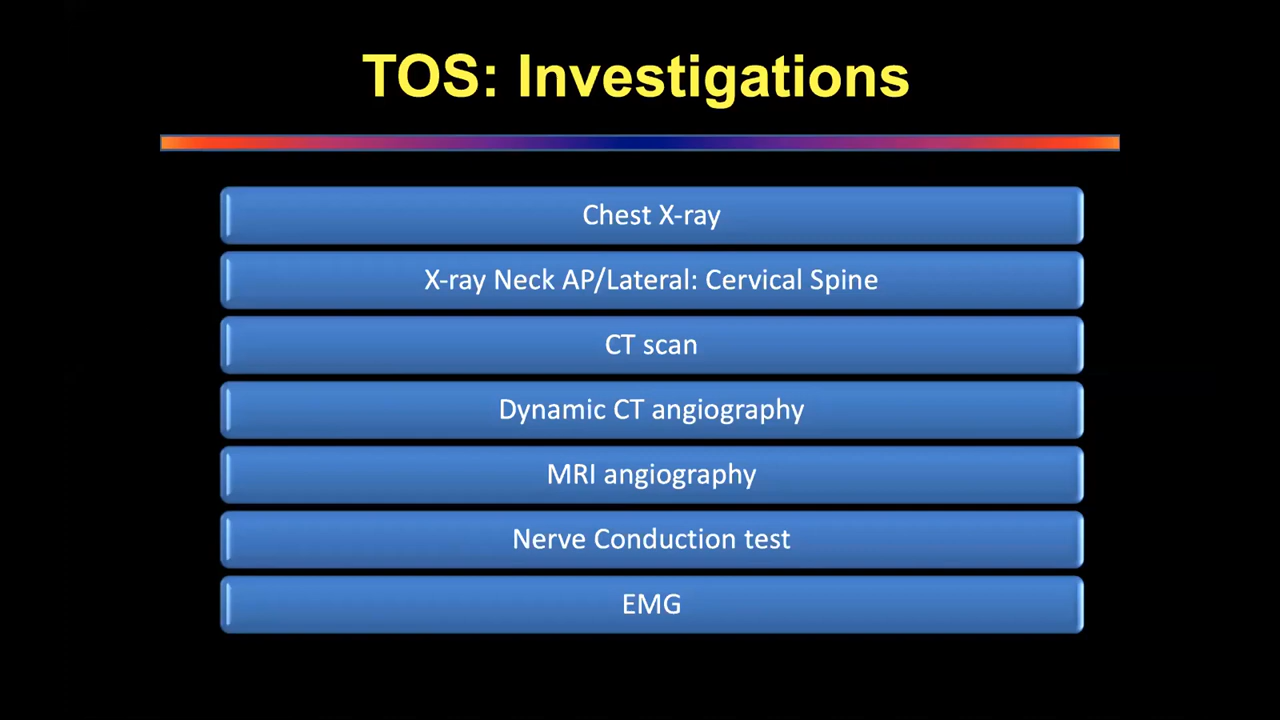 TOS: Investigations
Chest X-ray
X-ray Neck AP/Lateral: Cervical Spine
CT scan
Dynamic CT angiography
MRI angiography
Nerve Conduction test
EMG